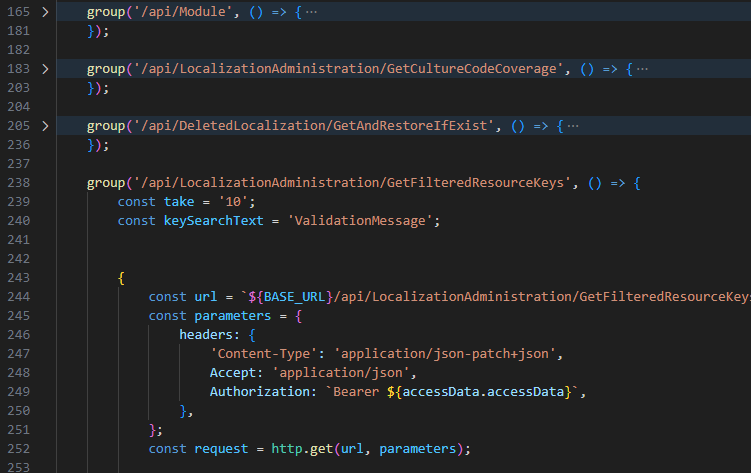 165 > group('/api/Module', () => { ⋯
181 });
182
183 > group('/api/LocalizationAdministration/GetCultureCodeCoverage', () => { ⋯
203 });
204
205 > group('/api/DeletedLocalization/GetAndRestoreIfExist', () => { ⋯
236 });
237
238 group('/api/LocalizationAdministration/GetFilteredResourceKeys', () => {
239 const take = '10';
240 const keySearchText = 'ValidationMessage';
241
242
243 {
244 const url = `${BASE_URL}/api/LocalizationAdministration/GetFilteredResourceKeys
245 const parameters = {
246 headers: {
247 'Content-Type': 'application/json-patch+json',
248 Accept: 'application/json',
249 Authorization: `Bearer ${accessData.accessData}`,
250 },
251 };
252 const request = http.get(url, parameters);
253